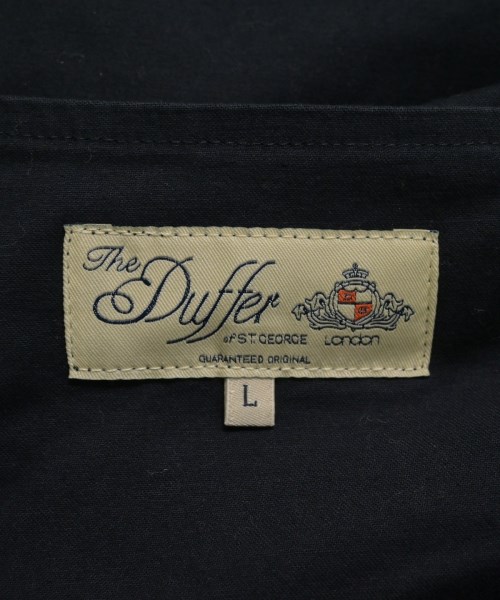 The
Duffer
of ST. GEORGE
London
GUARANTEED ORIGINAL
L